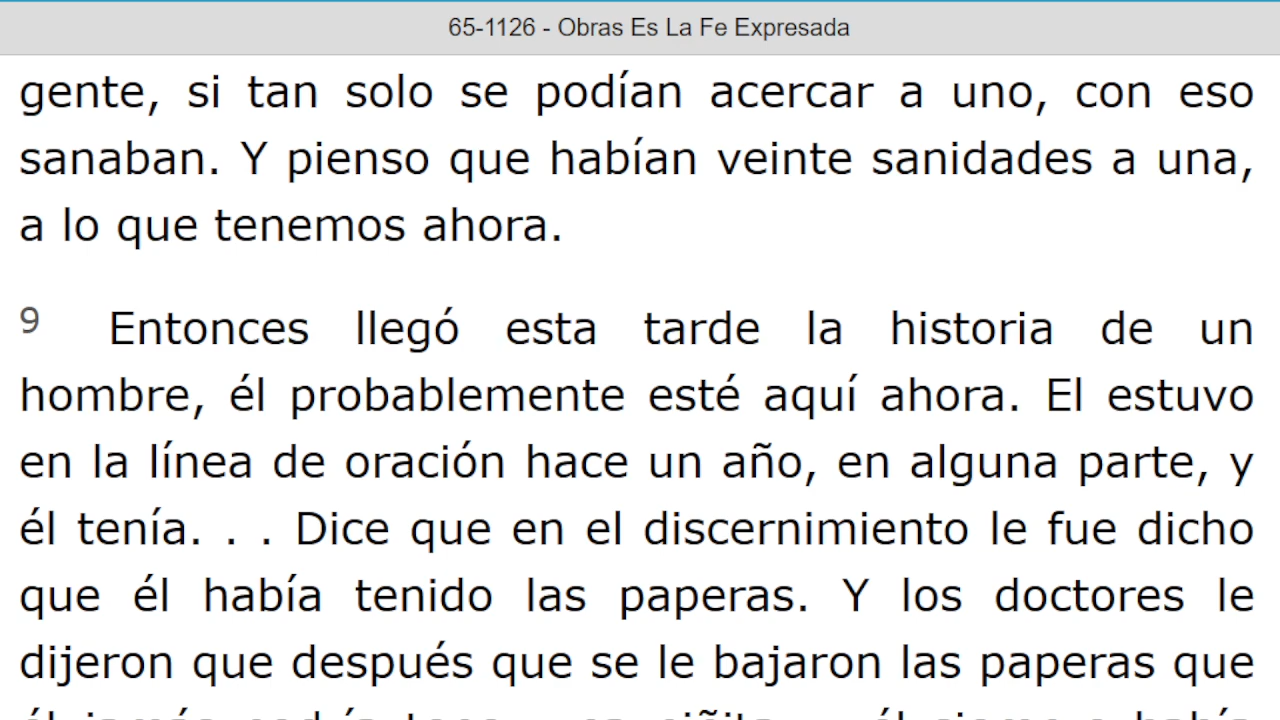 65-1126 - Obras Es La Fe Expresada
gente, si tan solo se podían acercar a uno, con eso
sanaban. Y pienso que habían veinte sanidades a una,
a lo que tenemos ahora.
9 Entonces llegó esta tarde la historia de un
hombre, él probablemente esté aquí ahora. El estuvo
en la línea de oración hace un año, en alguna parte, y
él tenía. . . Dice que en el discernimiento le fue dicho
que él había tenido las paperas. Y los doctores le
dijeron que después que se le bajaron las paperas que